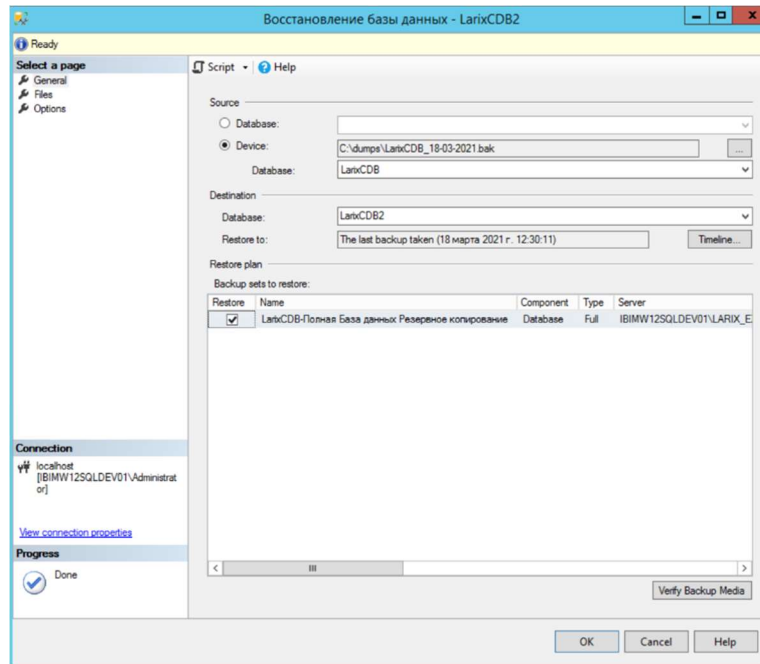 Восстановление базы данных - LarixCDB2
Ready
Select a page
General
Files
Options
Script
Help
Source
Database:
Device:
C:\dumps\LarixCDB_18-03-2021.bak
...
Database:
LarixCDB
Destination
Database:
LarixCDB2
Restore to:
The last backup taken (18 марта 2021 г. 12:30:11)
Timeline...
Restore plan
Backup sets to restore:
Restore Name Component Type Server
LarixCDB-Полная База данных Резервное копирование Database Full IBIMW12SQLDEV01\LARIX_E
Connection
localhost
[IBIMW12SQLDEV01\Administrat
or]
View connection properties
Progress
Done
Verify Backup Media
OK Cancel Help